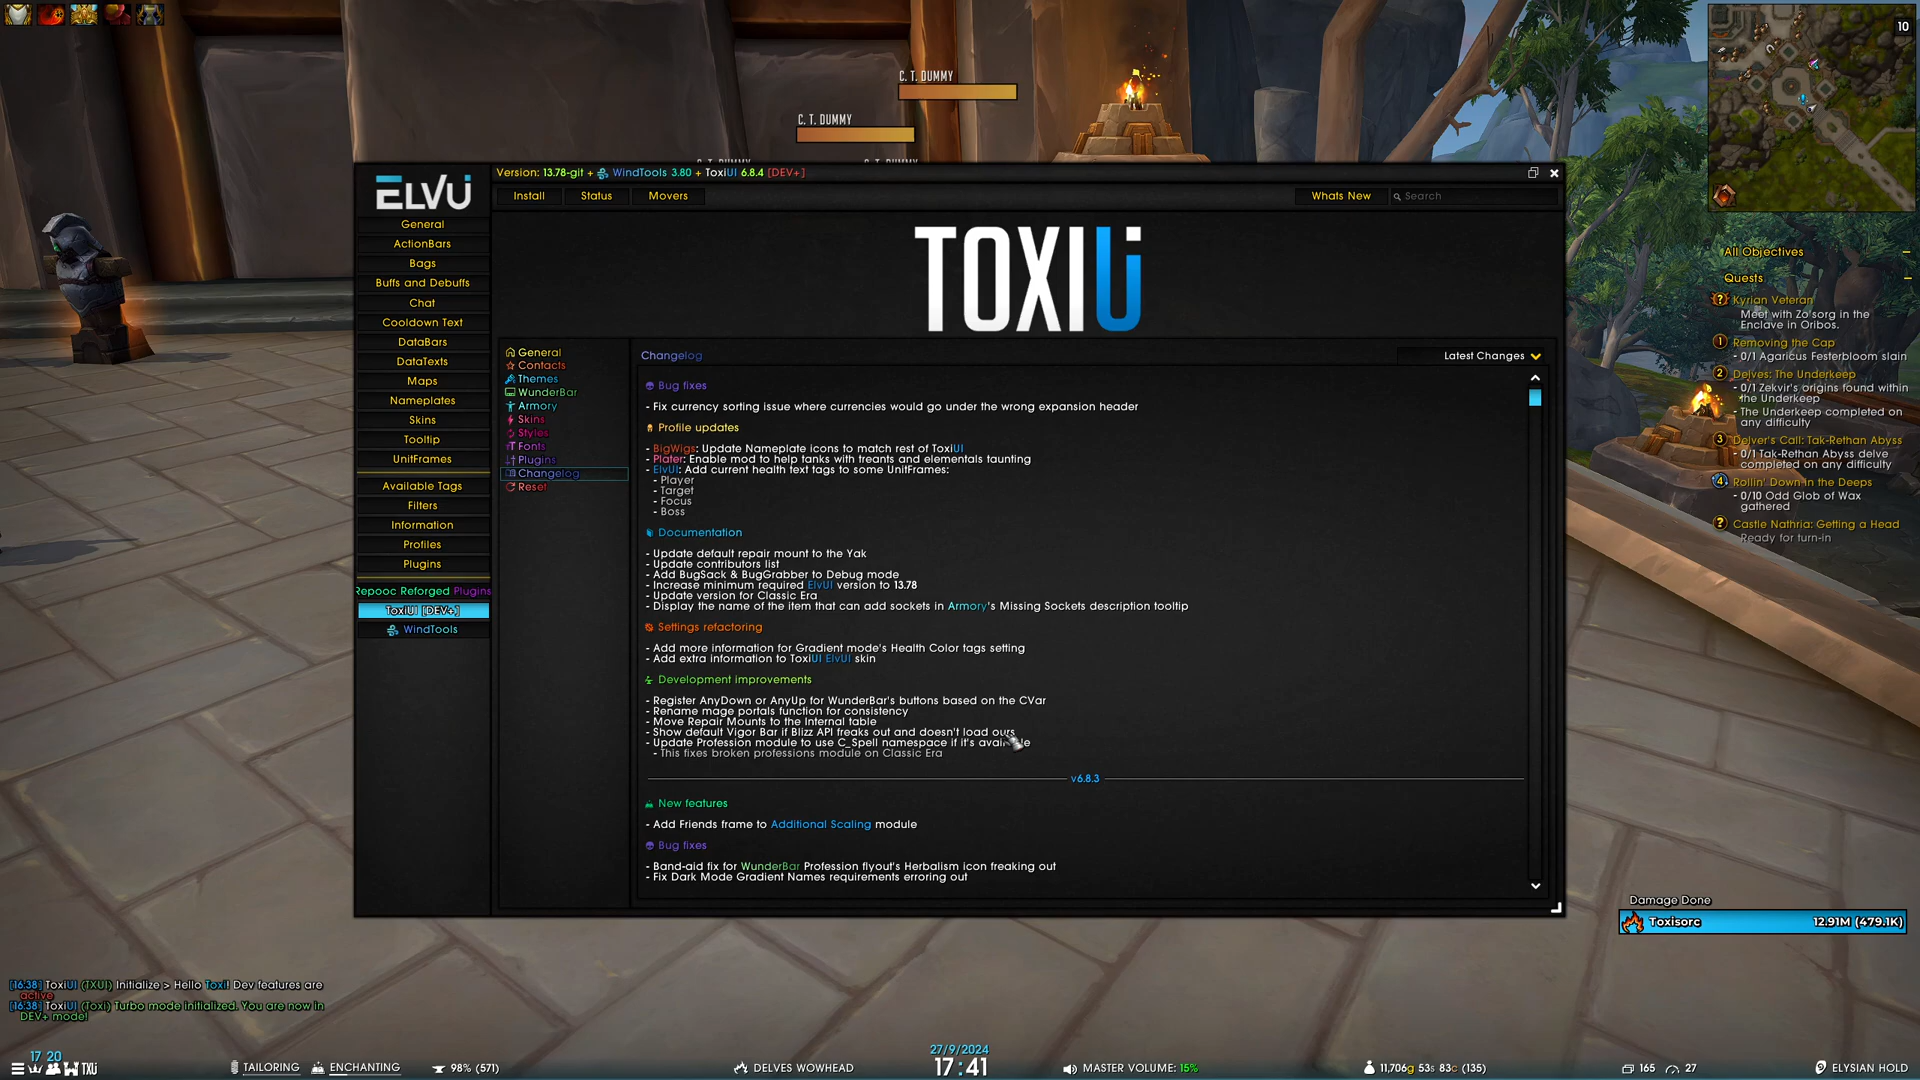 C. T. DUMMY
10
C. T. DUMMY
C. T. DUMMY C. T. DUMMY
ELVUI
Version: 13.78-git + WindTools 3.80 + ToxiUI 6.8.4 [DEV+]
Install Status Movers Whats New Search
TOXIUI
General
ActionBars
Bags
Buffs and Debuffs
Chat
Cooldown Text
DataBars
DataTexts
Maps
Nameplates
Skins
Tooltip
UnitFrames
Available Tags
Filters
Information
Profiles
Plugins
Repooc Reforged Plugins
ToxiUI [DEV+]
WindTools
General
Contacts
Themes
WunderBar
Armory
Skins
Styles
Fonts
Plugins
Changelog
Reset
Changelog Latest Changes
Bug fixes
- Fix currency sorting issue where currencies would go under the wrong expansion header
Profile updates
- BigWigs: Update Nameplate icons to match rest of ToxiUI
- Plater: Enable mod to help tanks with treants and elementals taunting
- ElvUI: Add current health text tags to some UnitFrames:
- Player
- Target
- Focus
- Boss
Documentation
- Update default repair mount to the Yak
- Update contributors list
- Add BugSack & BugGrabber to Debug mode
- Increase minimum required ElvUI version to 13.78
- Update version for Classic Era
- Display the name of the item that can add sockets in Armory's Missing Sockets description tooltip
Settings refactoring
- Add more information for Gradient mode's Health Color tags setting
- Add extra information to ToxiUI ElvUI skin
Development improvements
- Register AnyDown or AnyUp for WunderBar's buttons based on the CVar
- Rename mage portals function for consistency
- Move Repair Mounts to the Internal table
- Show default Vigor Bar if Blizz API freaks out and doesn't load ours
- Update Profession module to use C_Spell namespace if it's available
- This fixes broken professions module on Classic Era
v6.8.3
New features
- Add Friends frame to Additional Scaling module
Bug fixes
- Band-aid fix for WunderBar Profession flyout's Herbalism icon freaking out
- Fix Dark Mode Gradient Names requirements erroring out
All Objectives
Quests
Kyrian Veteran
Meet with Zo'sorg in the
Enclave in Oribos.
1 Removing the Cap
- 0/1 Agaricus Festerbloom slain
2 Delves: The Underkeep
- 0/1 Zekvir's origins found within
the Underkeep
- The Underkeep completed on
any difficulty
3 Delver's Call: Tak-Rethan Abyss
- 0/1 Tak-Rethan Abyss delve
completed on any difficulty
4 Rollin' Down in the Deeps
- 0/10 Odd Glob of Wax
gathered
Castle Nathria: Getting a Head
Ready for turn-in
Damage Done
Toxisorc 12.91M (479.1K)
[16:38] ToxiUI (TXUI) Initialize > Hello Toxi! Dev features are
active
[16:38] ToxiUI (Toxi) Turbo mode initialized. You are now in
DEV+ mode!
17 20
TXUi
TAILORING ENCHANTING 98% (571)
DELVES WOWHEAD
27/9/2024
17:41
MASTER VOLUME: 15%
11,706g 53s 83c (135)
165 27
ELYSIAN HOLD